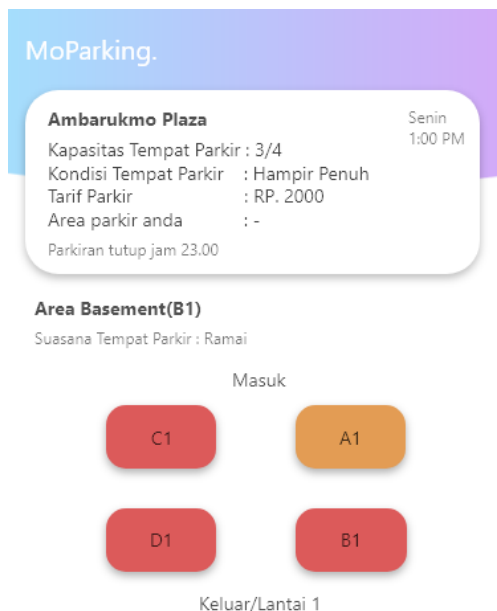 MoParking.
Ambarukmo Plaza
Senin
1:00 PM
Kapasitas Tempat Parkir : 3/4
Kondisi Tempat Parkir : Hampir Penuh
Tarif Parkir : RP. 2000
Area parkir anda : -
Parkiran tutup jam 23.00
Area Basement(B1)
Suasana Tempat Parkir : Ramai
Masuk
C1 A1
D1 B1
Keluar/Lantai 1